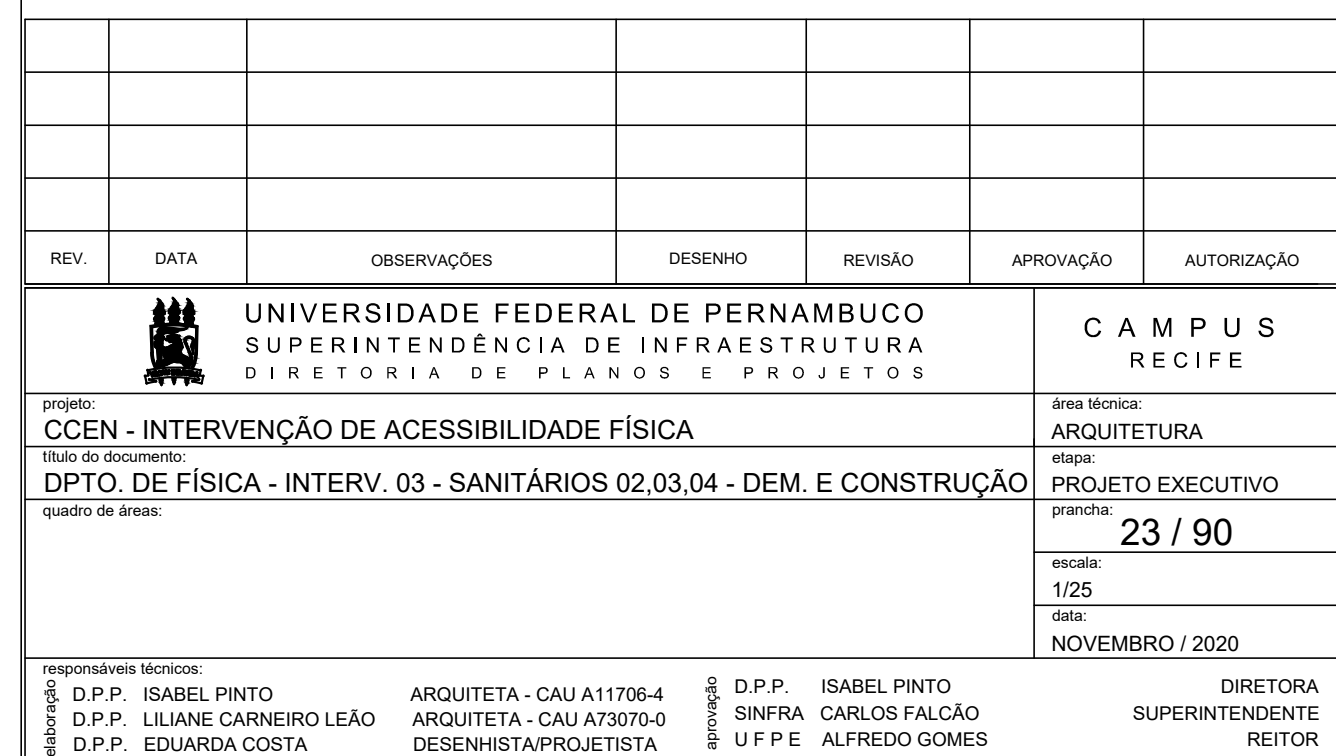 REV. DATA OBSERVAÇÕES DESENHO REVISÃO APROVAÇÃO AUTORIZAÇÃO
UNIVERSIDADE FEDERAL DE PERNAMBUCO
SUPERINTENDÊNCIA DE INFRAESTRUTURA
DIRETORIA DE PLANOS E PROJETOS
CAMPUS
RECIFE
projeto:
CCEN - INTERVENÇÃO DE ACESSIBILIDADE FÍSICA
área técnica:
ARQUITETURA
título do documento:
DPTO. DE FÍSICA - INTERV. 03 - SANITÁRIOS 02,03,04 - DEM. E CONSTRUÇÃO
etapa:
PROJETO EXECUTIVO
quadro de áreas:
prancha:
23 / 90
escala:
1/25
data:
NOVEMBRO / 2020
responsáveis técnicos:
elaboração
D.P.P. ISABEL PINTO ARQUITETA - CAU A11706-4
D.P.P. LILIANE CARNEIRO LEÃO ARQUITETA - CAU A73070-0
D.P.P. EDUARDA COSTA DESENHISTA/PROJETISTA
aprovação
D.P.P. ISABEL PINTO DIRETORA
SINFRA CARLOS FALCÃO SUPERINTENDENTE
U F P E ALFREDO GOMES REITOR